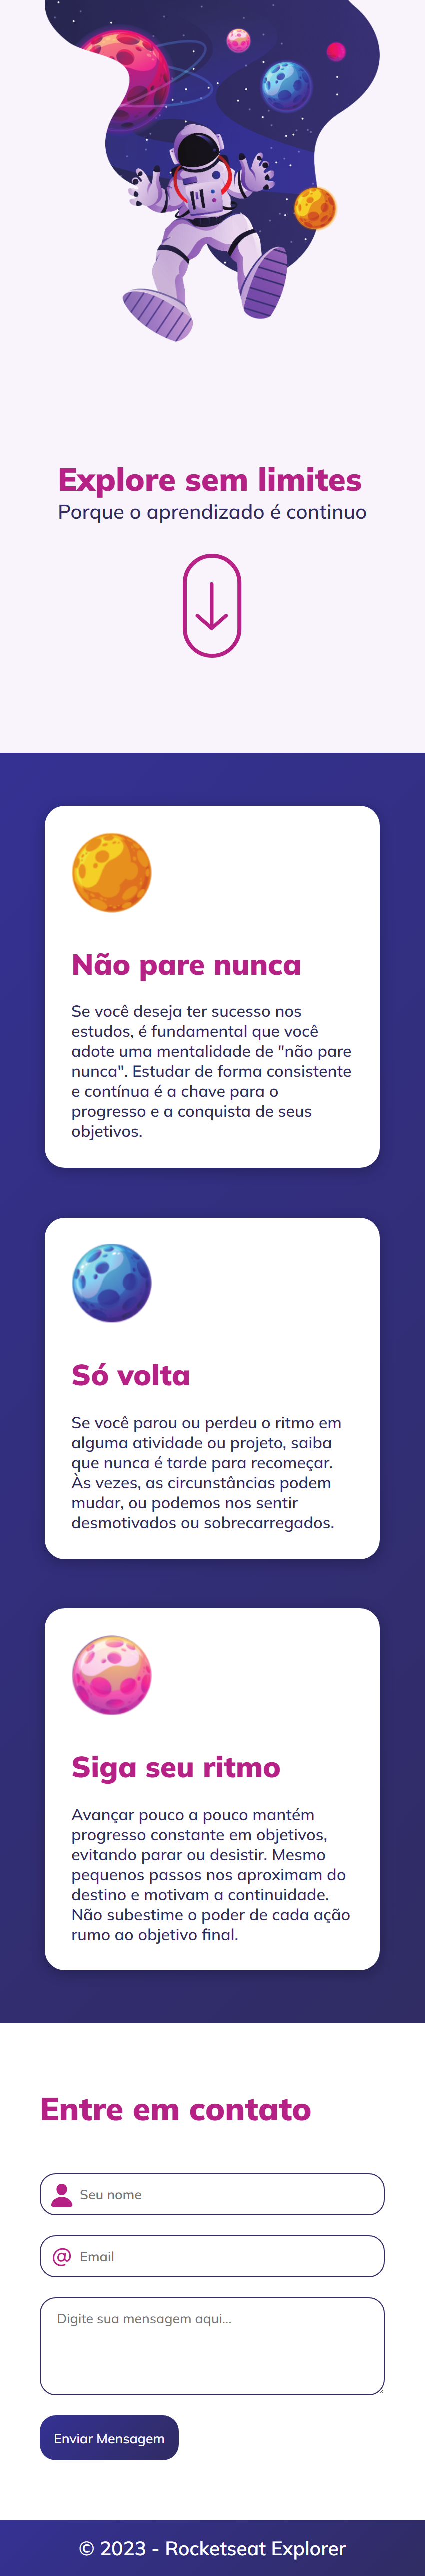 Explore sem limites
Porque o aprendizado é continuo
Não pare nunca
Se você deseja ter sucesso nos
estudos, é fundamental que você
adote uma mentalidade de "não pare
nunca". Estudar de forma consistente
e contínua é a chave para o
progresso e a conquista de seus
objetivos.
Só volta
Se você parou ou perdeu o ritmo em
alguma atividade ou projeto, saiba
que nunca é tarde para recomeçar.
Às vezes, as circunstâncias podem
mudar, ou podemos nos sentir
desmotivados ou sobrecarregados.
Siga seu ritmo
Avançar pouco a pouco mantém
progresso constante em objetivos,
evitando parar ou desistir. Mesmo
pequenos passos nos aproximam do
destino e motivam a continuidade.
Não subestime o poder de cada ação
rumo ao objetivo final.
Entre em contato
Seu nome
@ Email
Digite sua mensagem aqui...
Enviar Mensagem
© 2023 - Rocketseat Explorer